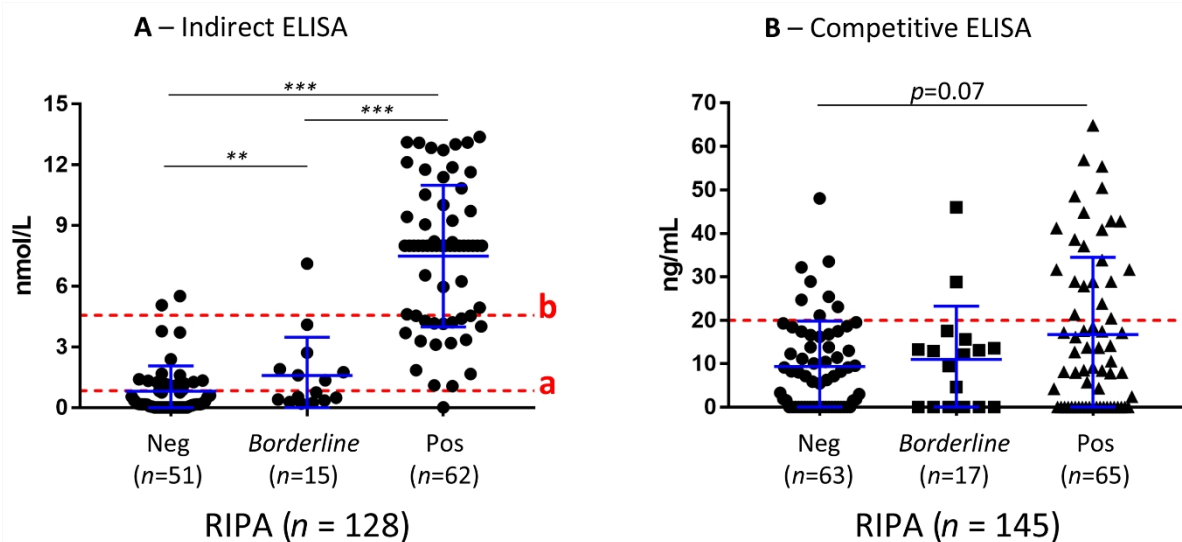 A – Indirect ELISA
***
***
**
15
12
9
6
3
0
nmol/L
b
a
Neg
(n=51)
Borderline
(n=15)
Pos
(n=62)
RIPA (n = 128)
B – Competitive ELISA
p=0.07
70
60
50
40
30
20
10
0
ng/mL
Neg
(n=63)
Borderline
(n=17)
Pos
(n=65)
RIPA (n = 145)